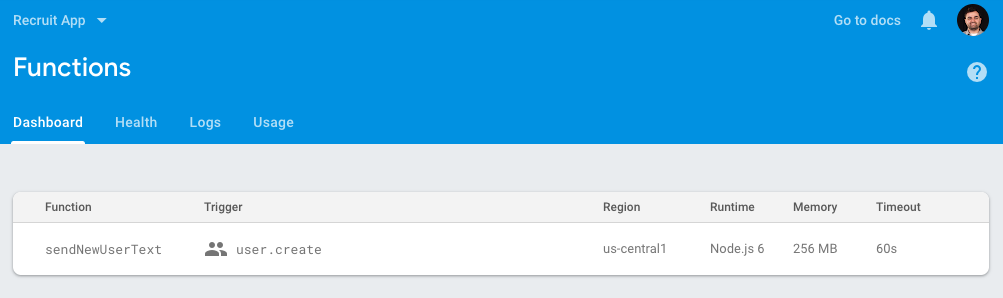 Recruit App Go to docs
Functions
Dashboard Health Logs Usage
Function Trigger Region Runtime Memory Timeout
sendNewUserText user.create us-central1 Node.js 6 256 MB 60s